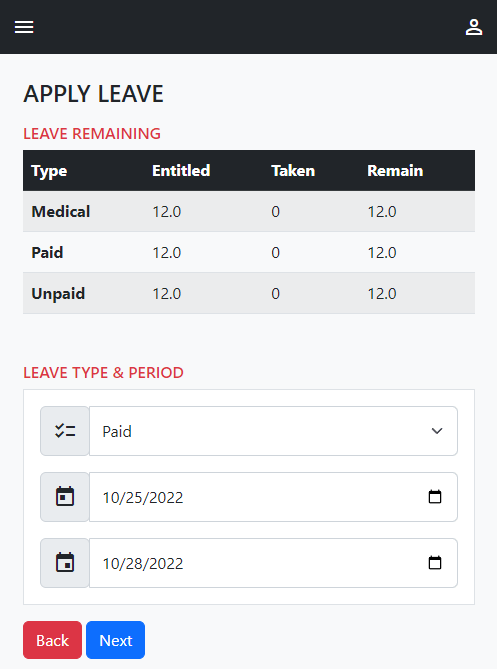 APPLY LEAVE
LEAVE REMAINING
Type Entitled Taken Remain
Medical 12.0 0 12.0
Paid 12.0 0 12.0
Unpaid 12.0 0 12.0
LEAVE TYPE & PERIOD
Paid
10/25/2022
10/28/2022
Back Next